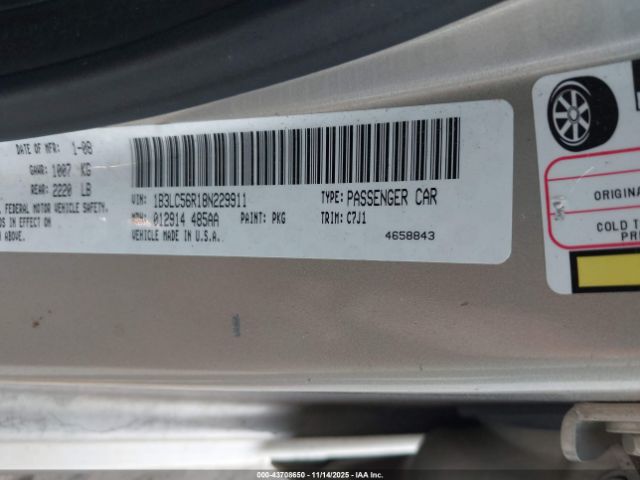 DATE OF MFR: 1-08
GAWR: 1007 KG
REAR: 2220 LB
FEDERAL MOTOR VEHICLE SAFETY,
DS IN EFFECT ON
ABOVE.
VIN: 1B3LC56R18N229911
TYPE: PASSENGER CAR
MDH: 012914 485AA
PAINT: PKG
TRIM: C7J1
VEHICLE MADE IN U.S.A.
4658843
ORIGINA
COLD T
PRE
000-43708650 - 11/14/2025 - IAA Inc.